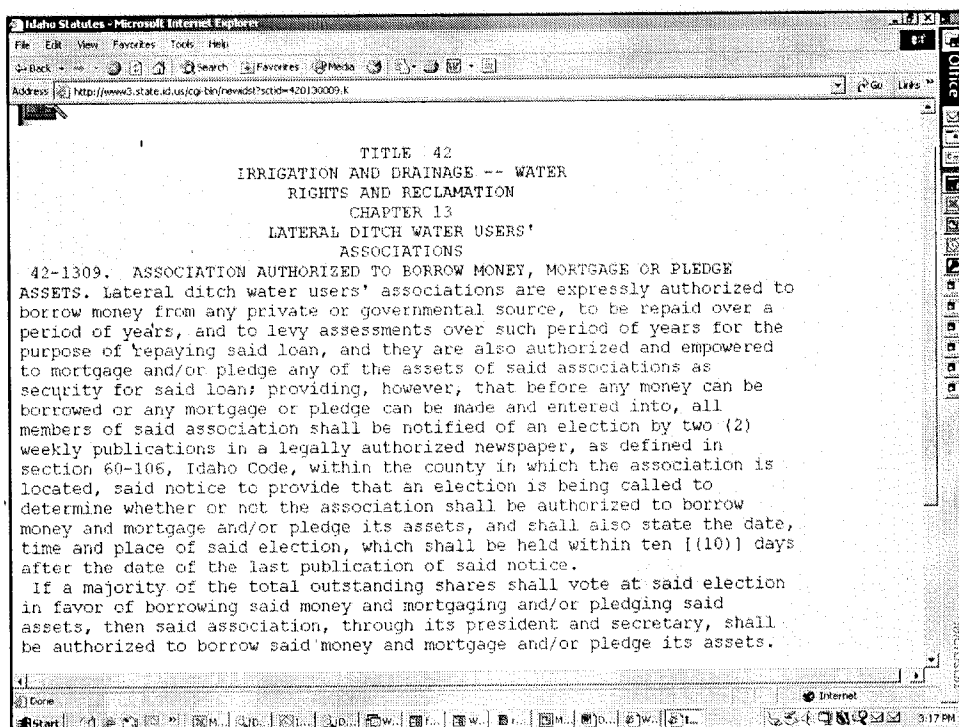 Idaho Statutes - Microsoft Internet Explorer
File Edit View Favorites Tools Help
Back Search Favorites Media
Address http://www3.state.id.us/cgi-bin/newidst?sctid=420130009.K Go Links »
Office
TITLE 42
IRRIGATION AND DRAINAGE -- WATER
RIGHTS AND RECLAMATION
CHAPTER 13
LATERAL DITCH WATER USERS'
ASSOCIATIONS
42-1309. ASSOCIATION AUTHORIZED TO BORROW MONEY, MORTGAGE OR PLEDGE
ASSETS. Lateral ditch water users' associations are expressly authorized to
borrow money from any private or governmental source, to be repaid over a
period of years, and to levy assessments over such period of years for the
purpose of repaying said loan, and they are also authorized and empowered
to mortgage and/or pledge any of the assets of said associations as
security for said loan; providing, however, that before any money can be
borrowed or any mortgage or pledge can be made and entered into, all
members of said association shall be notified of an election by two (2)
weekly publications in a legally authorized newspaper, as defined in
section 60-106, Idaho Code, within the county in which the association is
located, said notice to provide that an election is being called to
determine whether or not the association shall be authorized to borrow
money and mortgage and/or pledge its assets, and shall also state the date,
time and place of said election, which shall be held within ten [(10)] days
after the date of the last publication of said notice.
If a majority of the total outstanding shares shall vote at said election
in favor of borrowing said money and mortgaging and/or pledging said
assets, then said association, through its president and secretary, shall
be authorized to borrow said money and mortgage and/or pledge its assets.
Done Internet
Start 3:17 PM